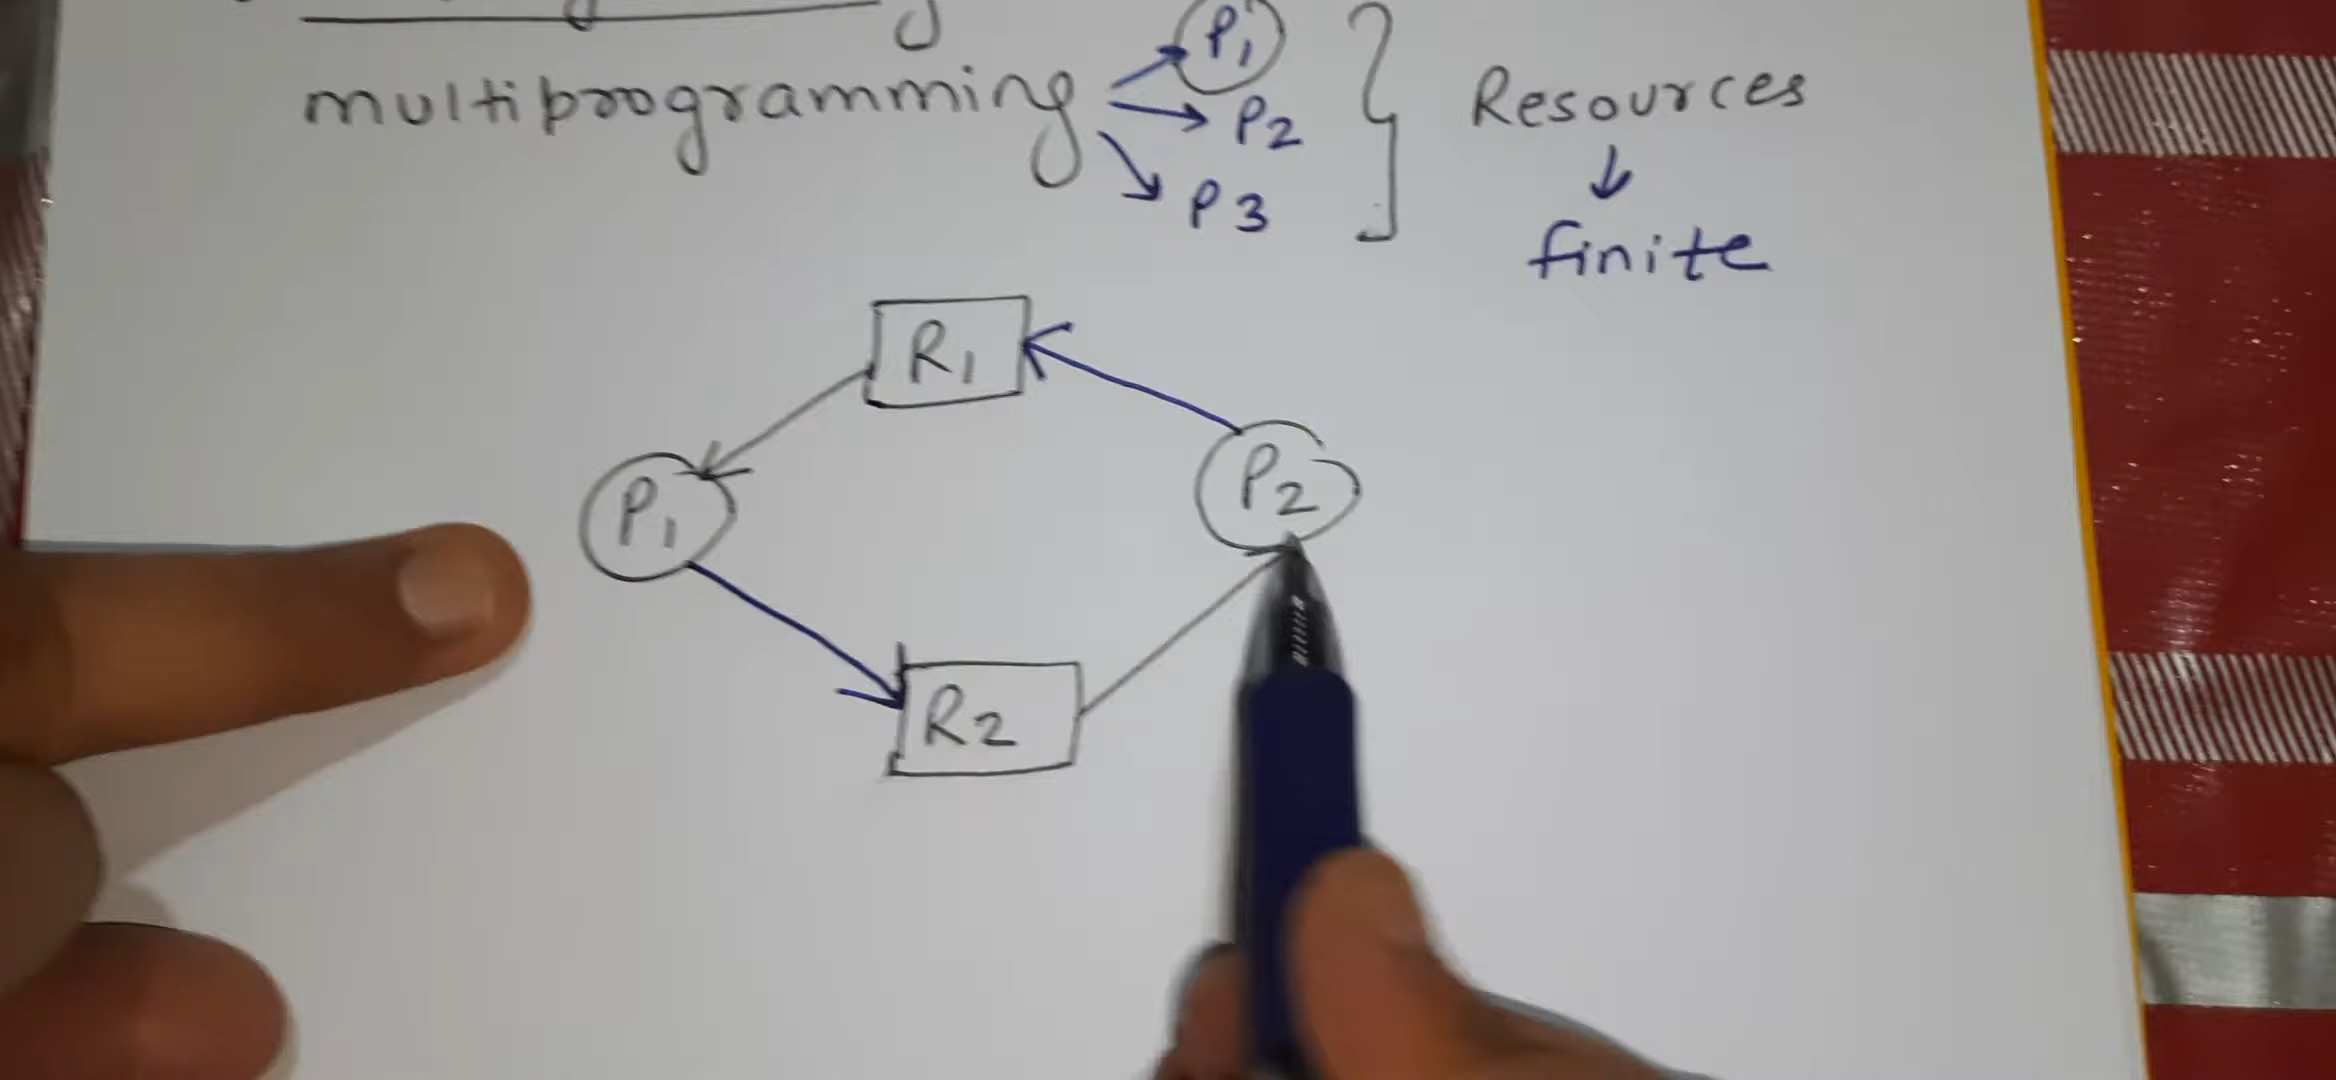 multiprogramming P1 Resources
P2
P3 finite
R1
P1 P2
R2